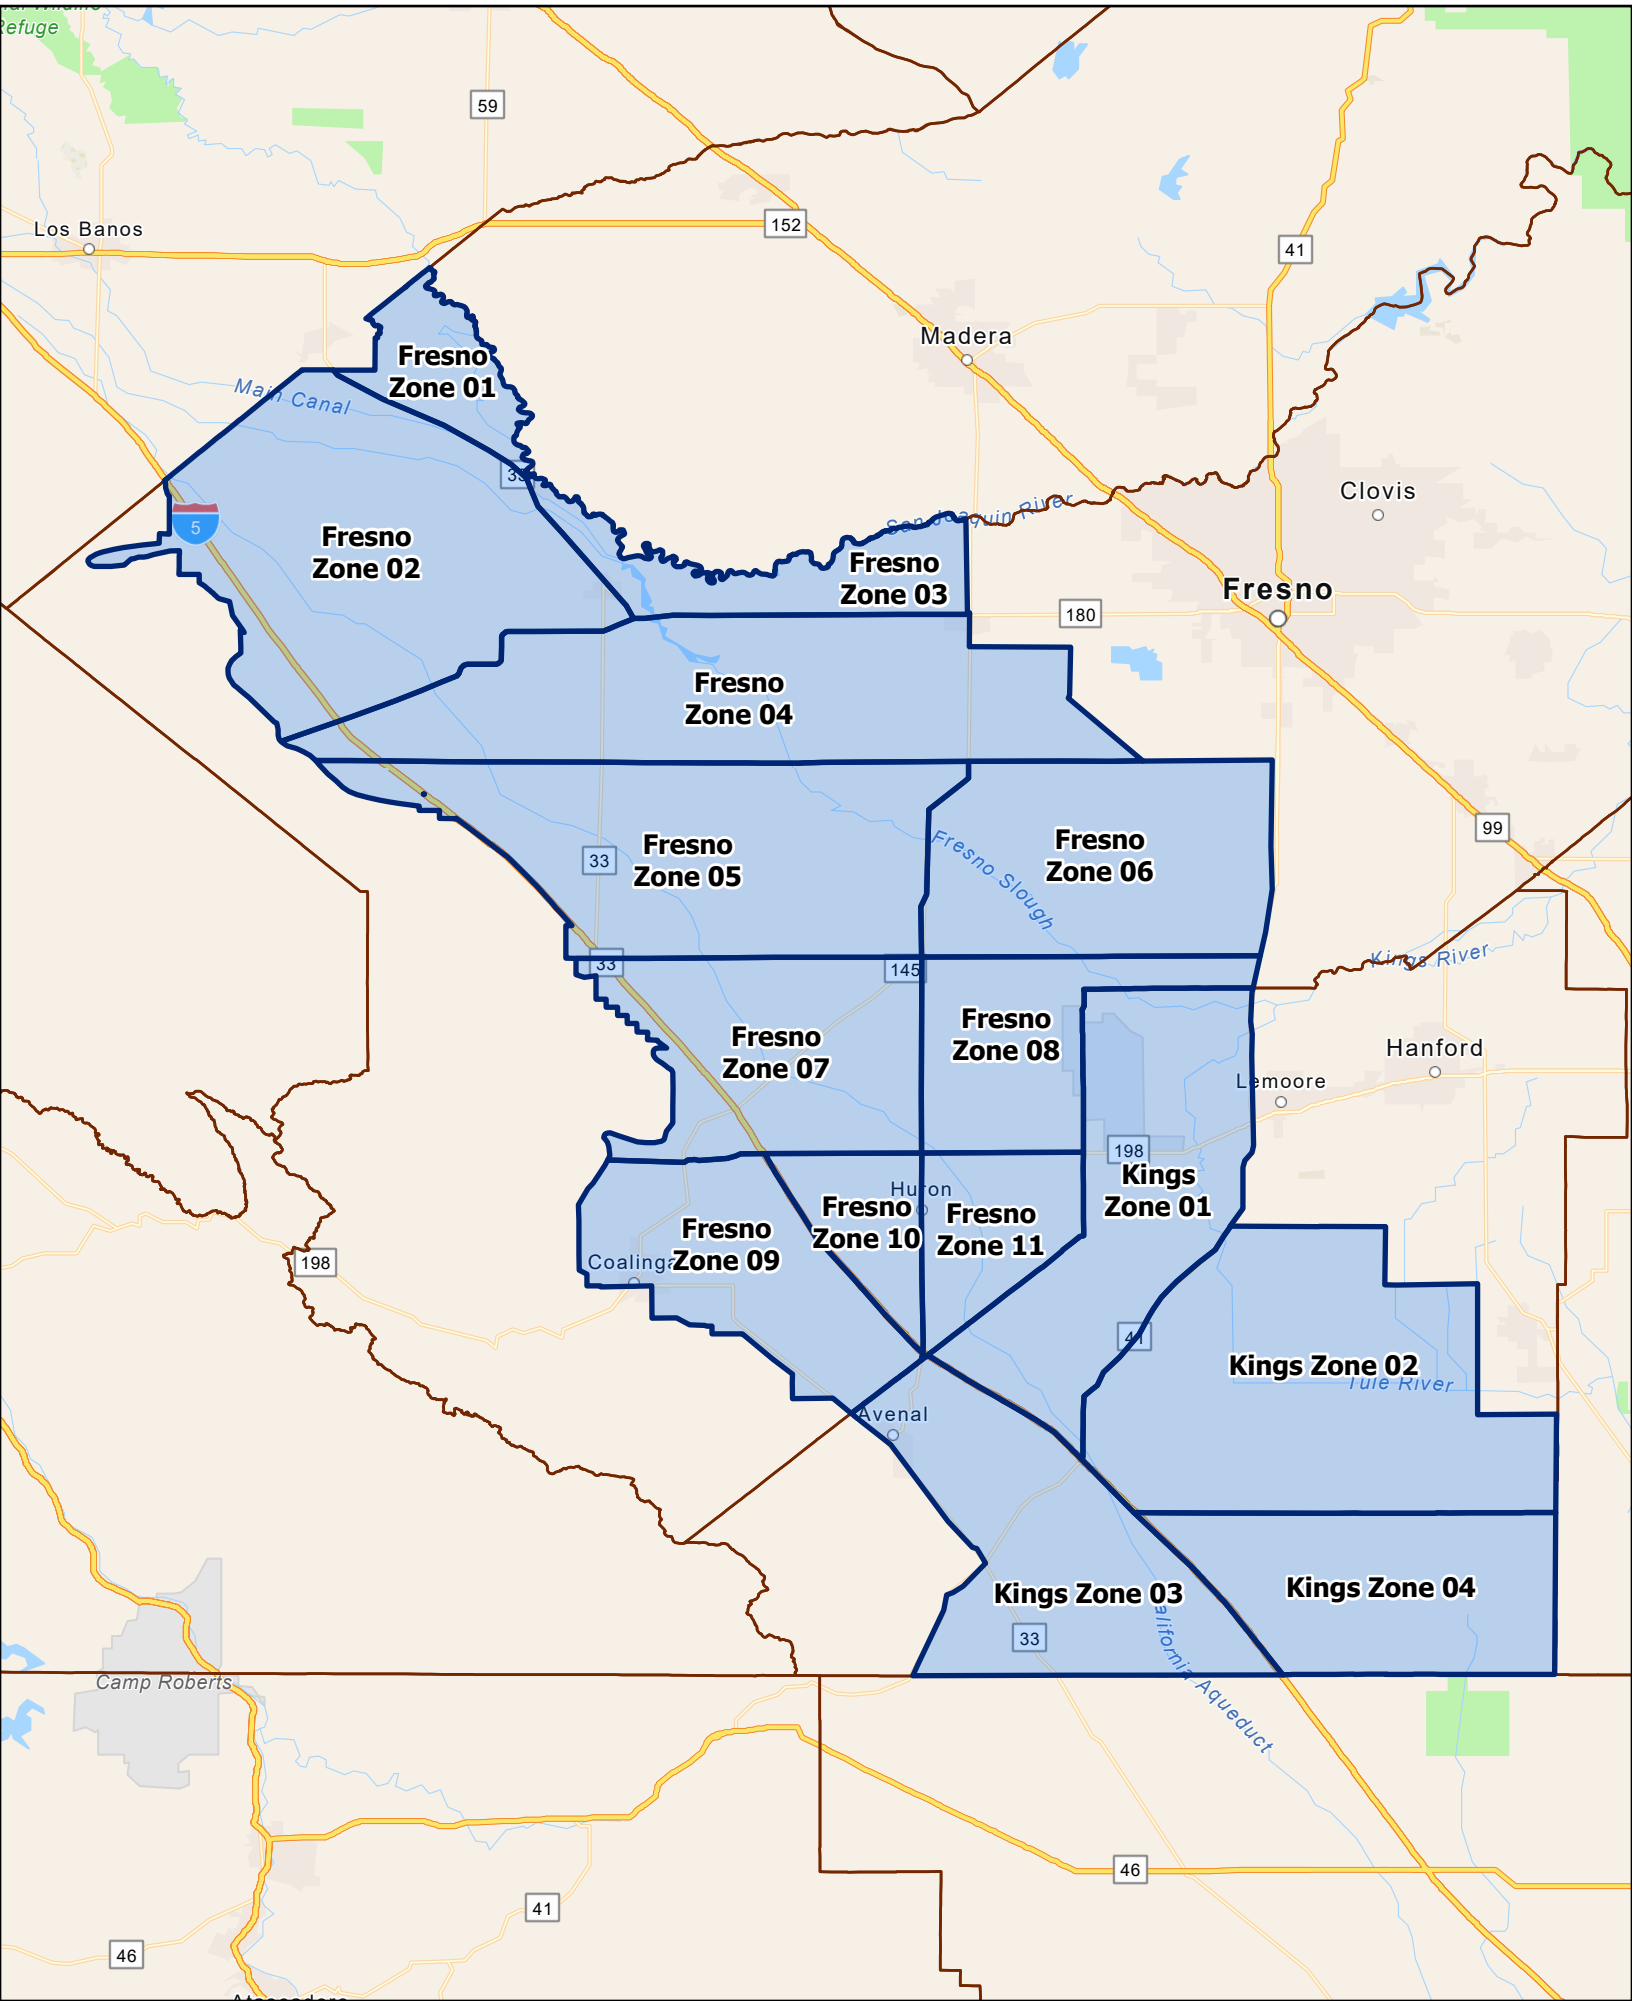 Refuge
59
Los Banos
152
41
Madera
Fresno
Zone 01
Main Canal
33
Clovis
San Joaquin River
5
Fresno
Zone 02
Fresno
Zone 03
Fresno
180
Fresno
Zone 04
99
Fresno
Zone 05
33
Fresno
Zone 06
Fresno Slough
Kings River
33
145
Fresno
Zone 07
Fresno
Zone 08
Hanford
Lemoore
198
Kings
Zone 01
Huron
Fresno
Zone 10
Fresno
Zone 11
Fresno
Zone 09
Coalinga
198
41
Kings Zone 02
Tule River
Avenal
Kings Zone 03
Kings Zone 04
33
California Aqueduct
Camp Roberts
46
41
46
Atascadero